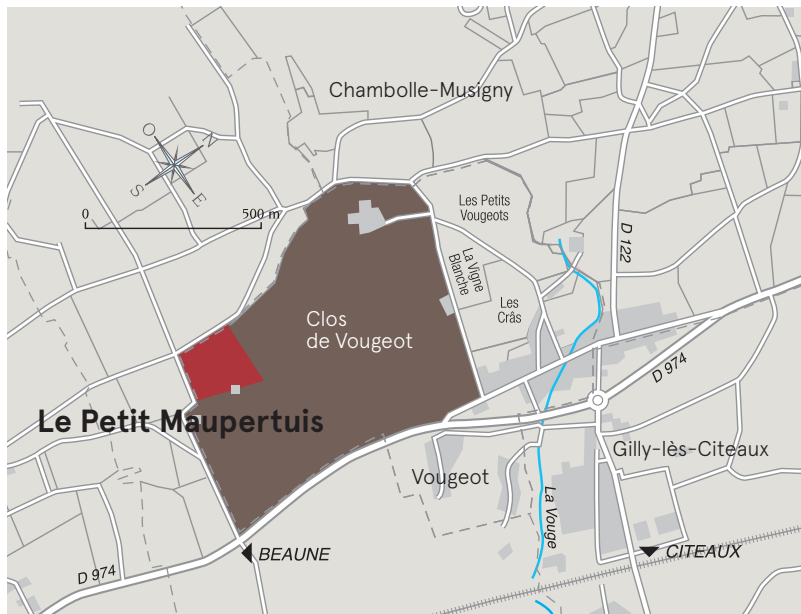 Chambolle-Musigny
O
N
S
E
0
500 m
Les Petits
Vougeots
D 122
La Vigne
Blanche
Les
Crâs
Clos
de Vougeot
D 974
Le Petit Maupertuis
Gilly-lès-Citeaux
Vougeot
La Vouge
BEAUNE
CITEAUX
D 974